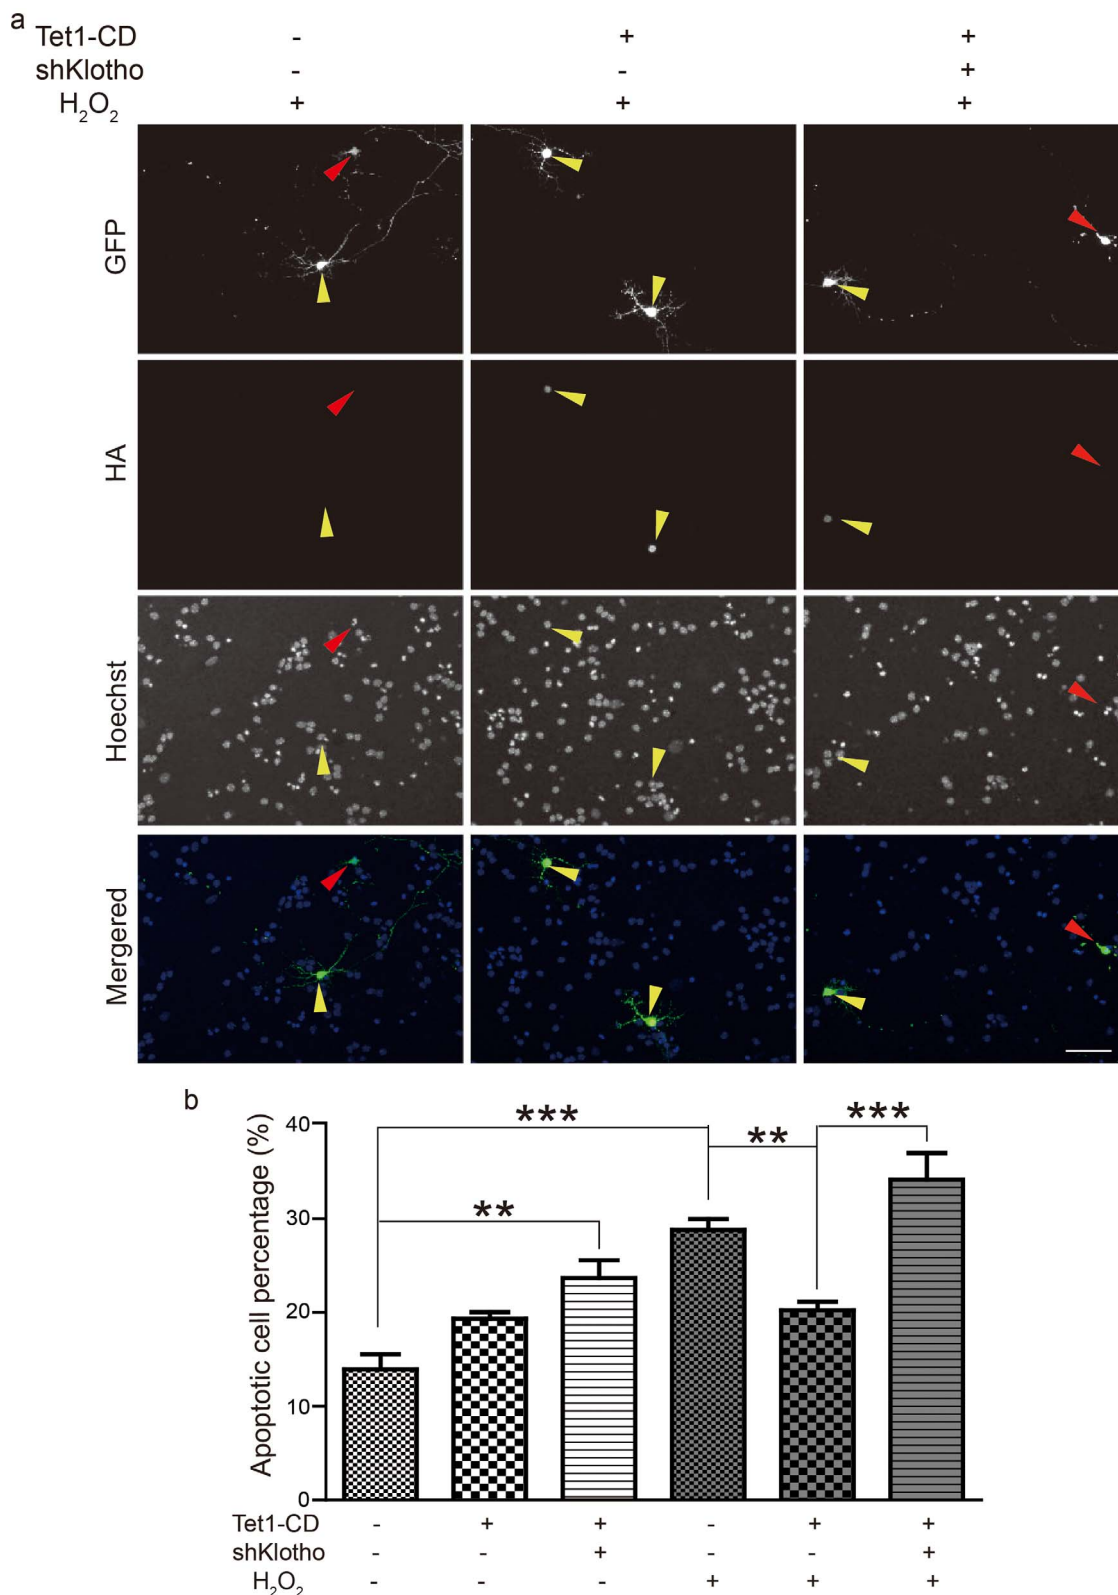 a
Tet1-CD - + +
shKlotho - - +
H₂O₂ + + +
GFP
HA
Hoechst
Mergered
b
*** ** ***
**
Apoptotic cell percentage (%)
40
30
20
10
0
Tet1-CD - + + - + +
shKlotho - - + - - +
H₂O₂ - - - + + +